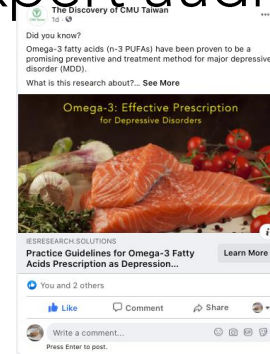 The Discovery of CMU Taiwan
1d
Did you know?
Omega-3 fatty acids (n-3 PUFAs) have been proven to be a
promising preventive and treatment method for major depressive
disorder (MDD).
What is this research about?... See More
Omega-3: Effective Prescription
for Depressive Disorders
IESRESEARCH.SOLUTIONS
Practice Guidelines for Omega-3 Fatty
Acids Prescription as Depression...
Learn More
You and 2 others
Like Comment Share
Write a comment...
GIF
Press Enter to post.